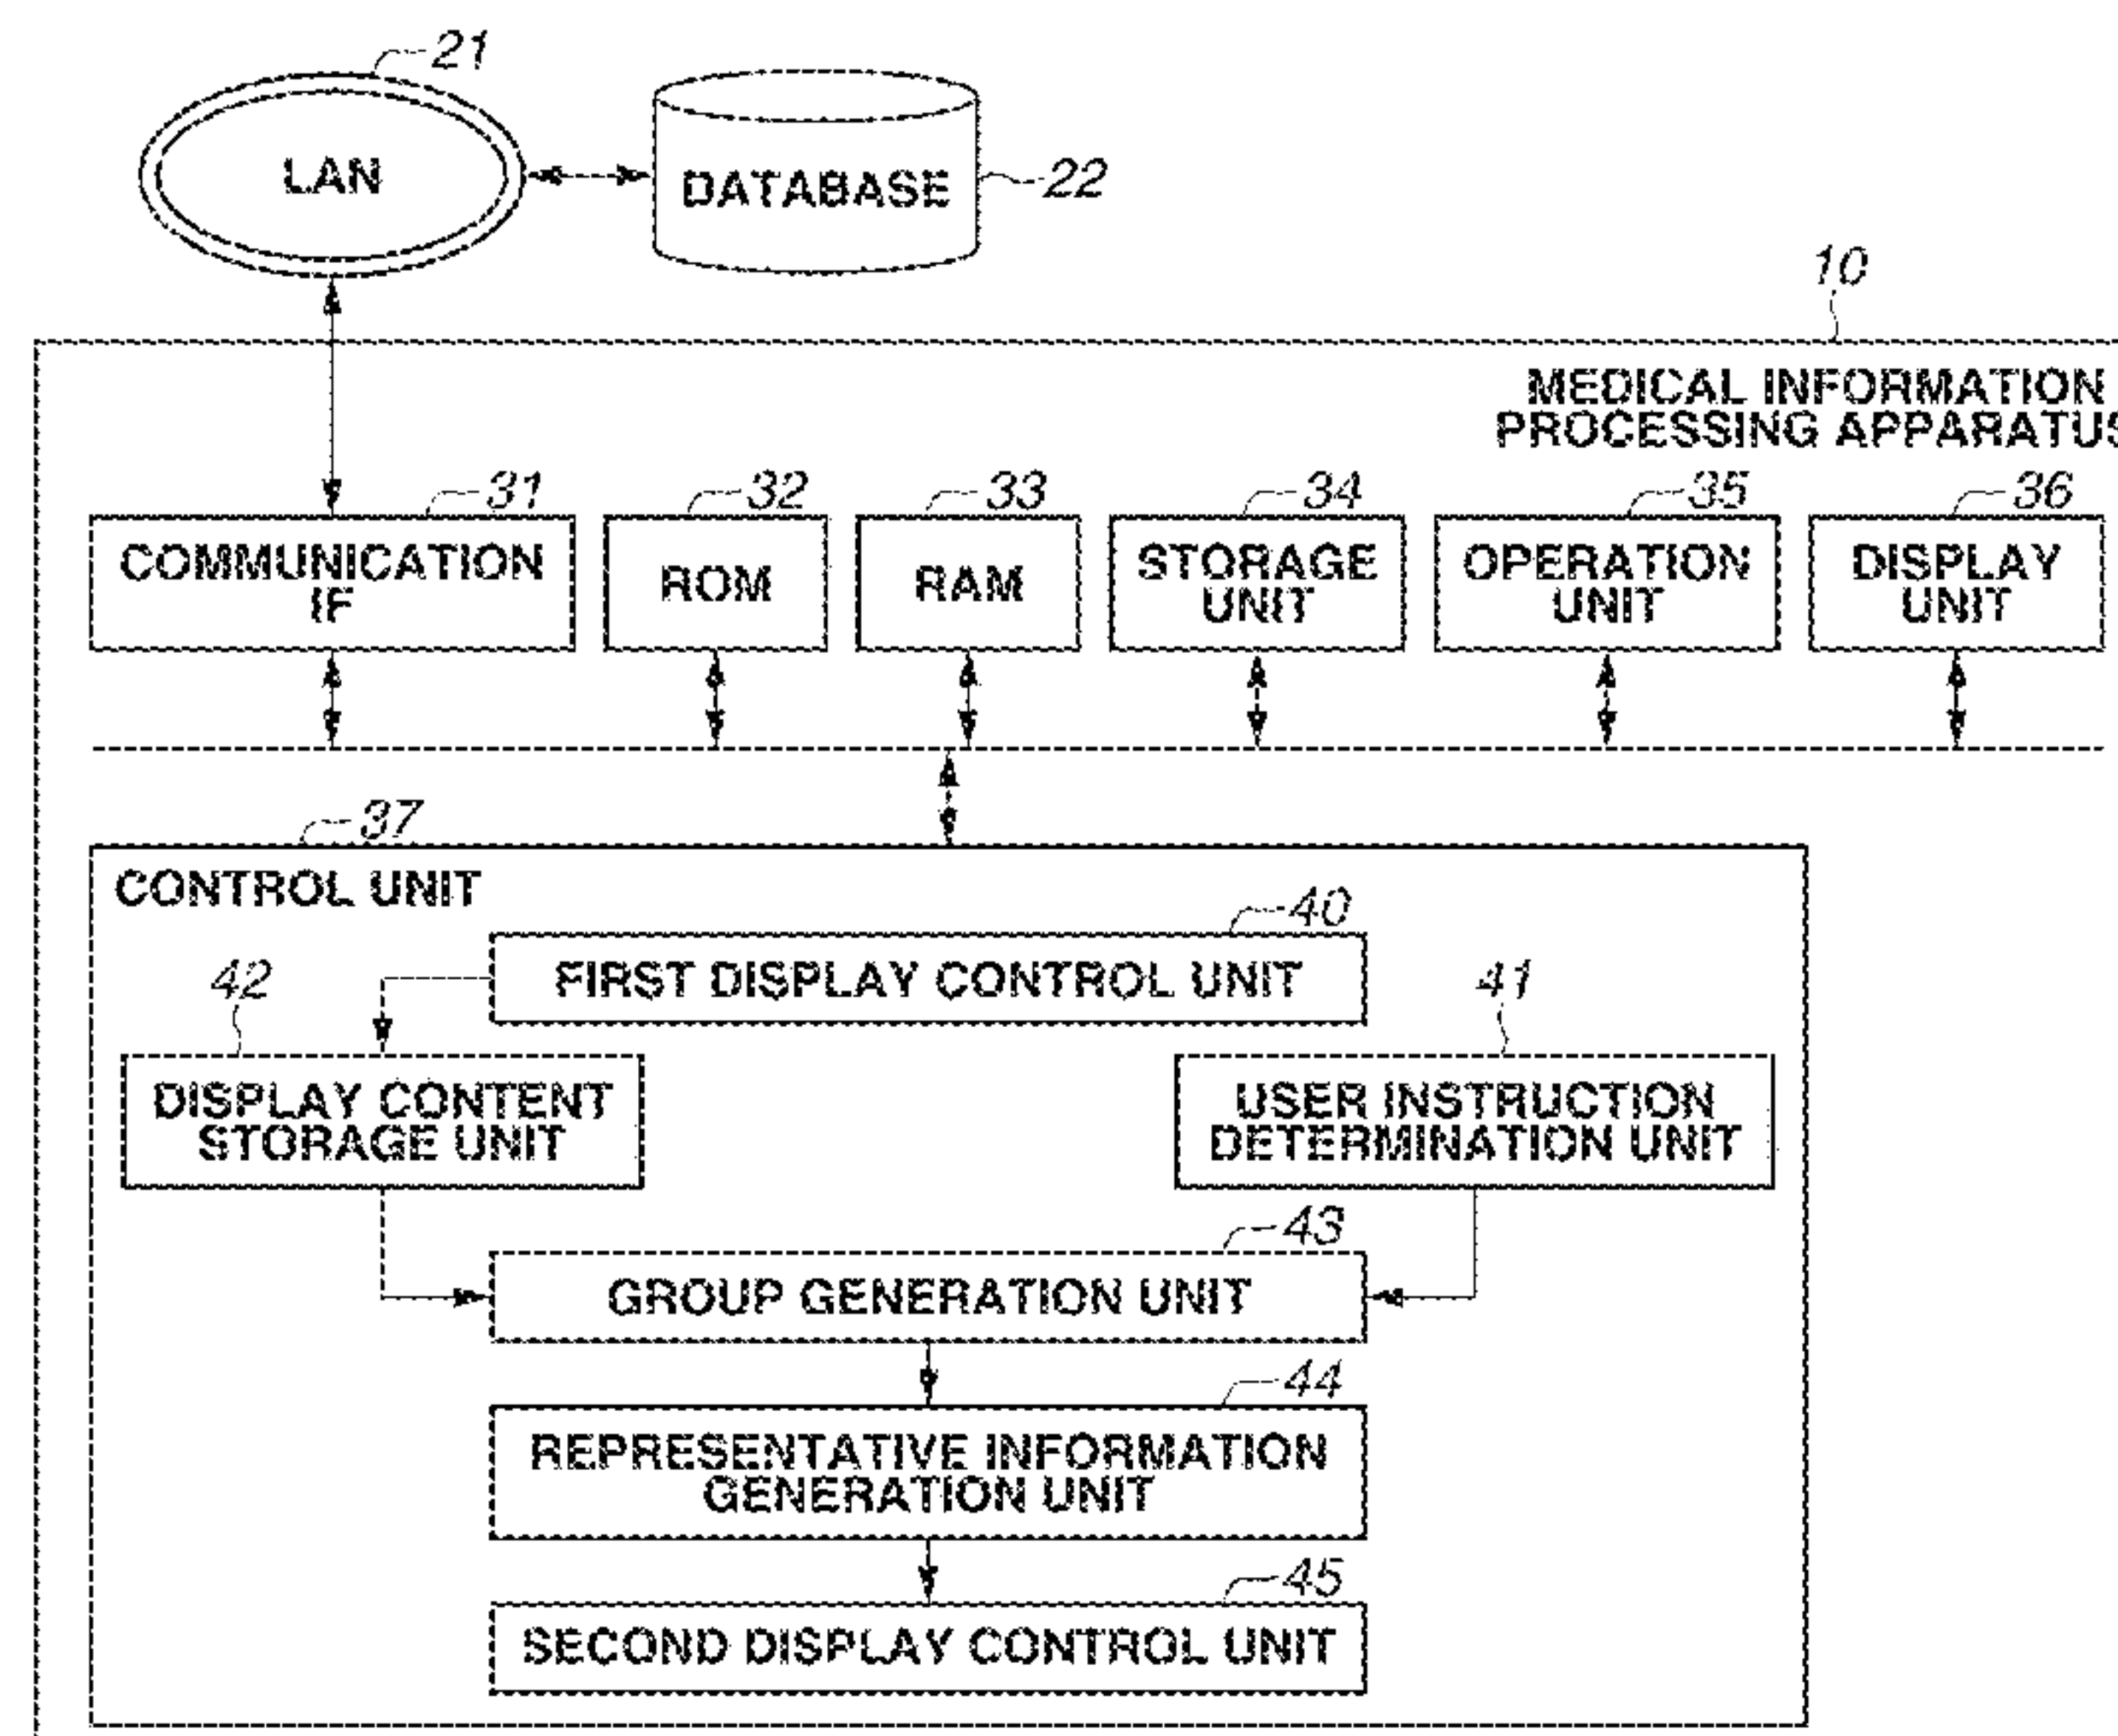 21
LAN
DATABASE
22
10
MEDICAL INFORMATION
PROCESSING APPARATUS
31
32
33
34
35
36
COMMUNICATION
IF
ROM
RAM
STORAGE
UNIT
OPERATION
UNIT
DISPLAY
UNIT
37
CONTROL UNIT
40
FIRST DISPLAY CONTROL UNIT
42
41
DISPLAY CONTENT
STORAGE UNIT
USER INSTRUCTION
DETERMINATION UNIT
43
GROUP GENERATION UNIT
44
REPRESENTATIVE INFORMATION
GENERATION UNIT
45
SECOND DISPLAY CONTROL UNIT